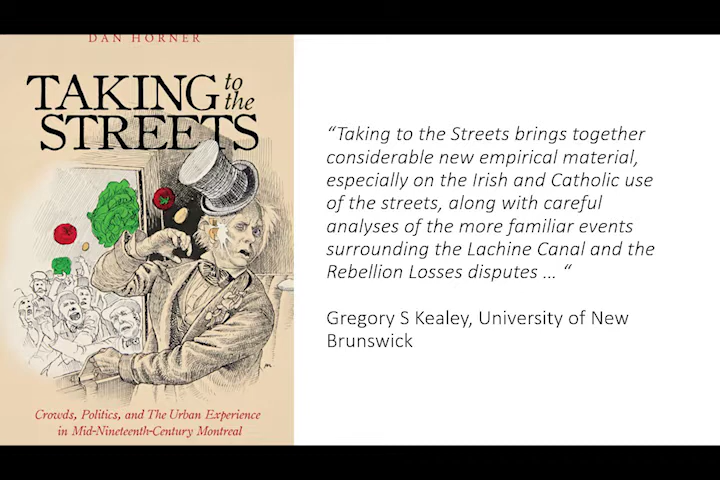 DAN HORNER
TAKING to
the
STREETS
Crowds, Politics, and The Urban Experience
in Mid-Nineteenth-Century Montreal
“Taking to the Streets brings together
considerable new empirical material,
especially on the Irish and Catholic use
of the streets, along with careful
analyses of the more familiar events
surrounding the Lachine Canal and the
Rebellion Losses disputes … “
Gregory S Kealey, University of New
Brunswick